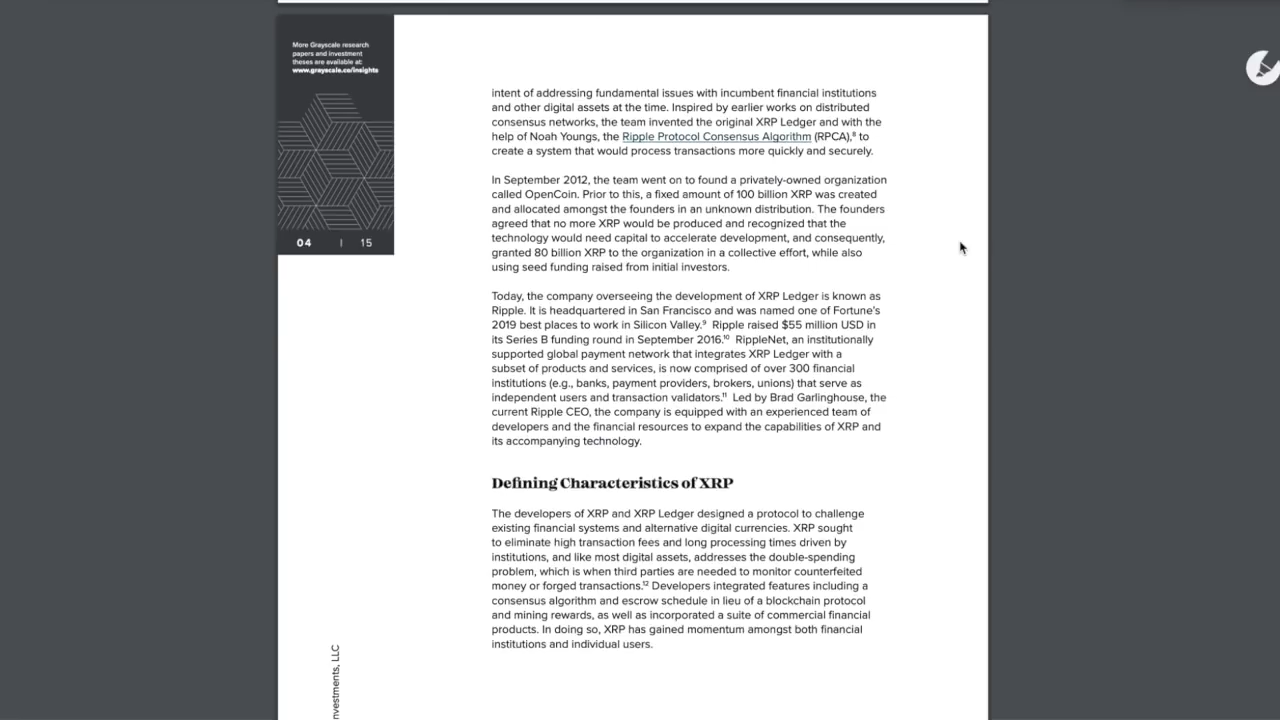 More Grayscale research
papers and investment
theses are available at:
www.grayscale.co/insights
04 | 15
intent of addressing fundamental issues with incumbent financial institutions
and other digital assets at the time. Inspired by earlier works on distributed
consensus networks, the team invented the original XRP Ledger and with the
help of Noah Youngs, the Ripple Protocol Consensus Algorithm (RPCA),⁸ to
create a system that would process transactions more quickly and securely.
In September 2012, the team went on to found a privately-owned organization
called OpenCoin. Prior to this, a fixed amount of 100 billion XRP was created
and allocated amongst the founders in an unknown distribution. The founders
agreed that no more XRP would be produced and recognized that the
technology would need capital to accelerate development, and consequently,
granted 80 billion XRP to the organization in a collective effort, while also
using seed funding raised from initial investors.
Today, the company overseeing the development of XRP Ledger is known as
Ripple. It is headquartered in San Francisco and was named one of Fortune's
2019 best places to work in Silicon Valley.⁹ Ripple raised $55 million USD in
its Series B funding round in September 2016.¹⁰ RippleNet, an institutionally
supported global payment network that integrates XRP Ledger with a
subset of products and services, is now comprised of over 300 financial
institutions (e.g., banks, payment providers, brokers, unions) that serve as
independent users and transaction validators.¹¹ Led by Brad Garlinghouse, the
current Ripple CEO, the company is equipped with an experienced team of
developers and the financial resources to expand the capabilities of XRP and
its accompanying technology.
Defining Characteristics of XRP
The developers of XRP and XRP Ledger designed a protocol to challenge
existing financial systems and alternative digital currencies. XRP sought
to eliminate high transaction fees and long processing times driven by
institutions, and like most digital assets, addresses the double-spending
problem, which is when third parties are needed to monitor counterfeited
money or forged transactions.¹² Developers integrated features including a
consensus algorithm and escrow schedule in lieu of a blockchain protocol
and mining rewards, as well as incorporated a suite of commercial financial
products. In doing so, XRP has gained momentum amongst both financial
institutions and individual users.
nvestments, LLC